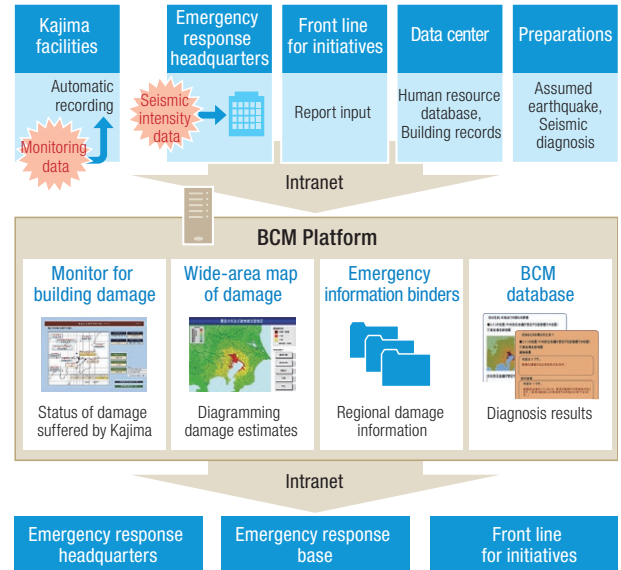 Kajima
facilities
Automatic
recording
Monitoring
data
Emergency
response
headquarters
Seismic
intensity
data
Front line
for initiatives
Report input
Data center
Human resource
database,
Building records
Preparations
Assumed
earthquake,
Seismic
diagnosis
Intranet
BCM Platform
Monitor for
building damage
Status of damage
suffered by Kajima
Wide-area map
of damage
Diagramming
damage estimates
Emergency
information binders
Regional damage
information
BCM
database
Diagnosis results
Intranet
Emergency response
headquarters
Emergency response
base
Front line
for initiatives